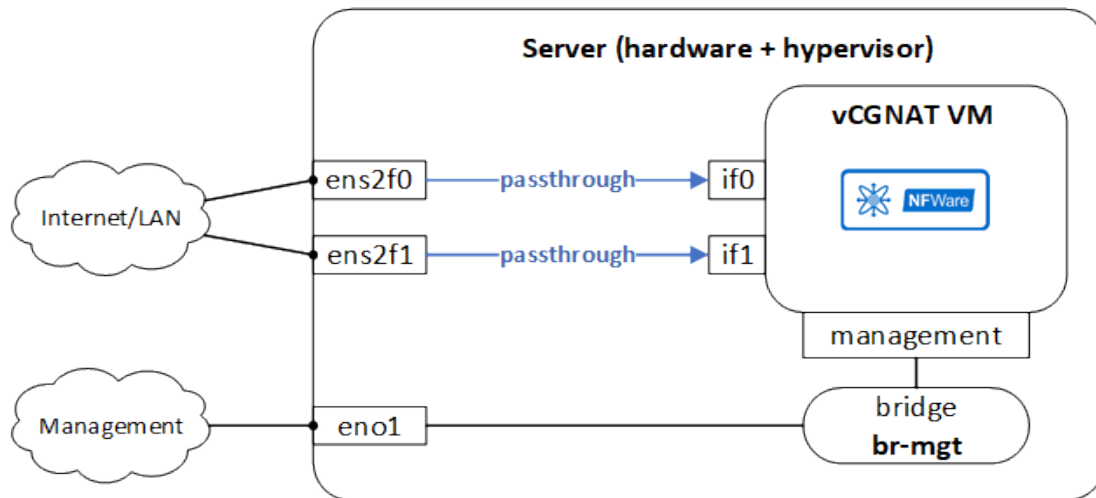 Server (hardware + hypervisor)
vCGNAT VM
NFWare
Internet/LAN
ens2f0
passthrough
if0
ens2f1
passthrough
if1
management
Management
eno1
bridge
br-mgt